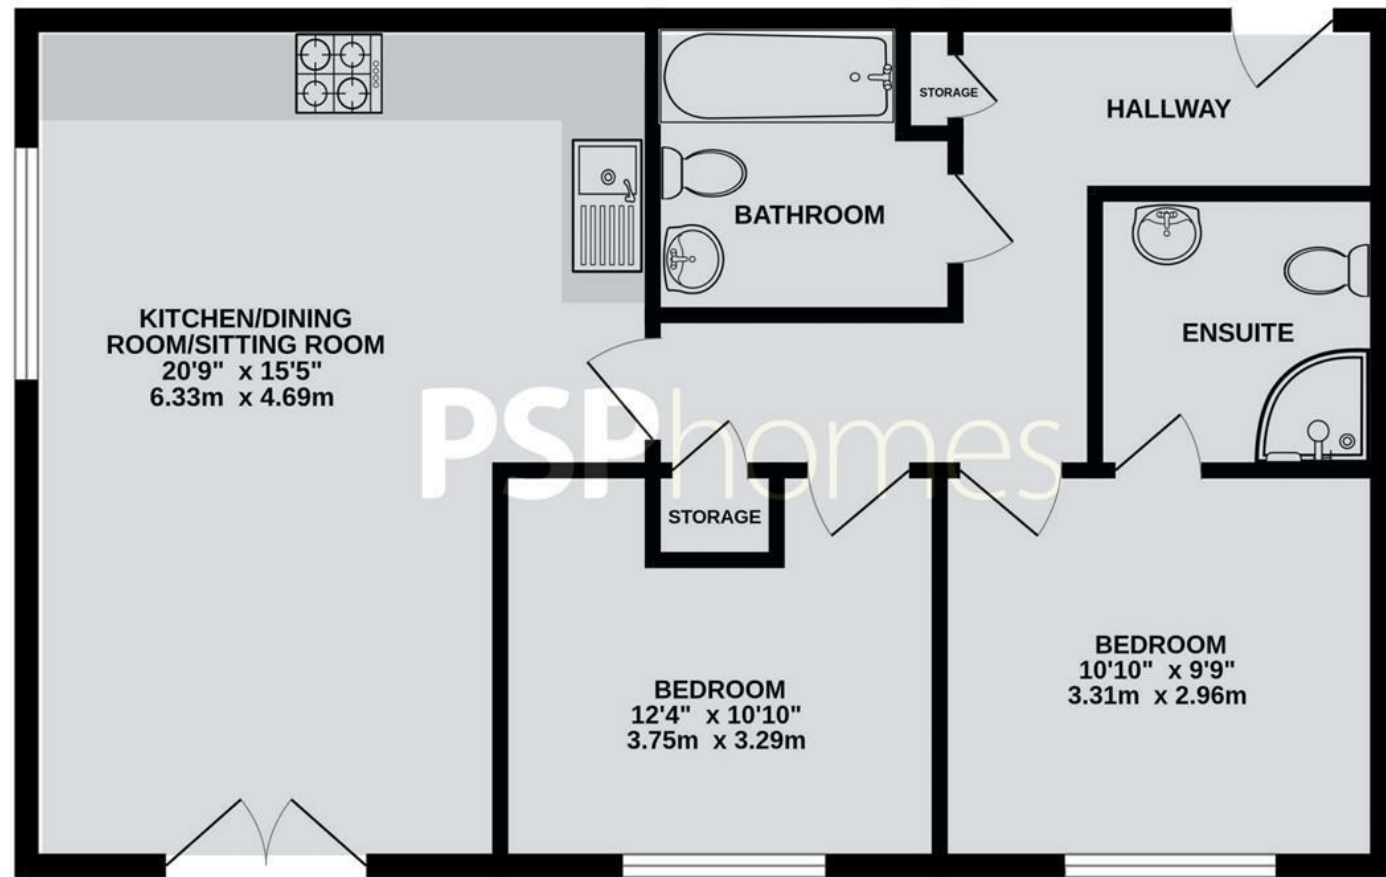 STORAGE
HALLWAY
BATHROOM
KITCHEN/DINING
ROOM/SITTING ROOM
20'9" x 15'5"
6.33m x 4.69m
ENSUITE
PSPhomes
STORAGE
BEDROOM
12'4" x 10'10"
3.75m x 3.29m
BEDROOM
10'10" x 9'9"
3.31m x 2.96m